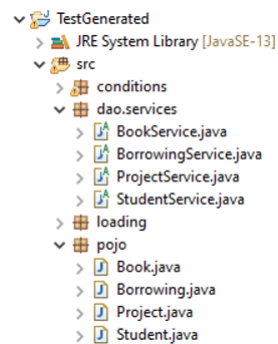 TestGenerated
JRE System Library [JavaSE-13]
src
conditions
dao.services
BookService.java
BorrowingService.java
ProjectService.java
StudentService.java
loading
pojo
Book.java
Borrowing.java
Project.java
Student.java